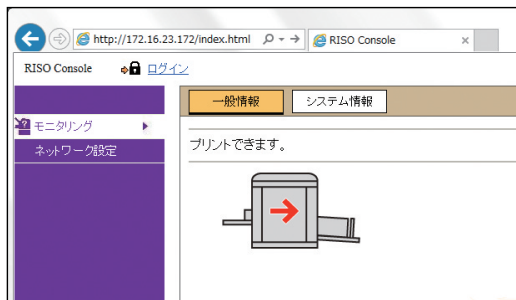 http://172.16.23.172/index.html
RISO Console
RISO Console ログイン
一般情報 システム情報
モニタリング
ネットワーク設定
プリントできます。